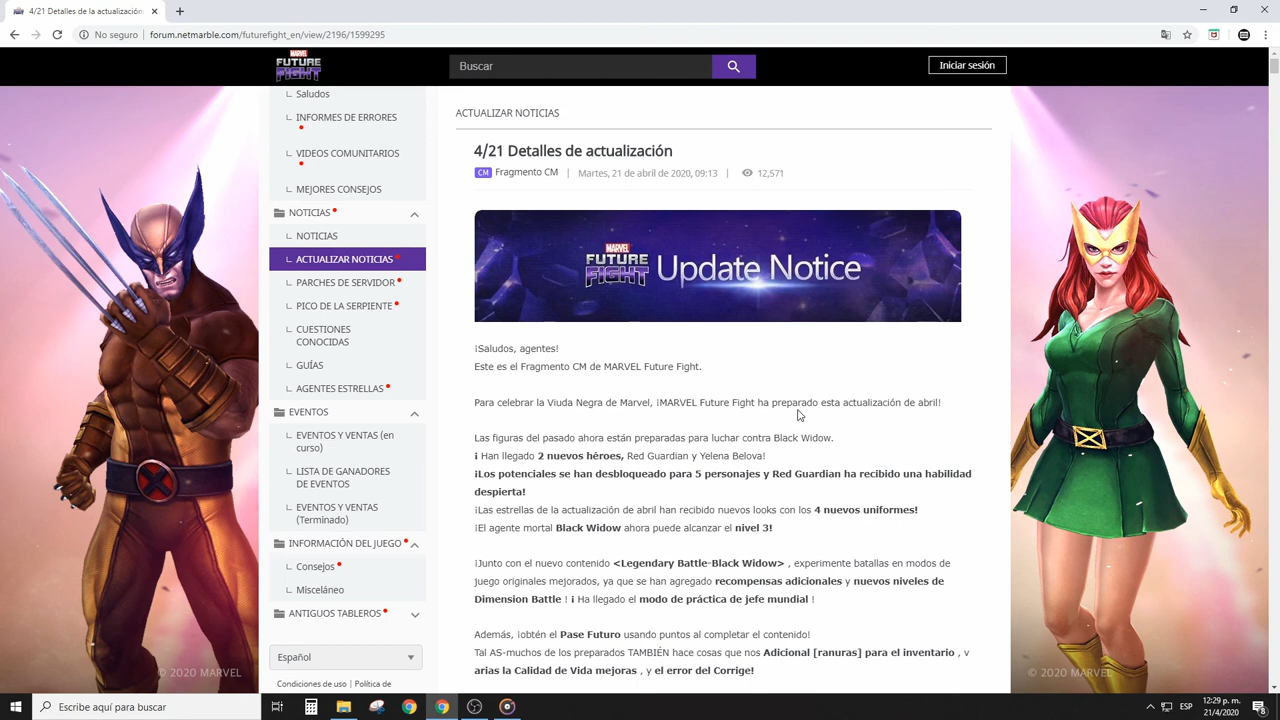 4/21 Detalles de la actualizació
No seguro
forum.netmarble.com/futurefight_en/view/2196/1599295
MARVEL
FUTURE
FIGHT
Buscar
Iniciar sesión
Saludos
INFORMES DE ERRORES
VIDEOS COMUNITARIOS
MEJORES CONSEJOS
NOTICIAS
NOTICIAS
ACTUALIZAR NOTICIAS
PARCHES DE SERVIDOR
PICO DE LA SERPIENTE
CUESTIONES
CONOCIDAS
GUÍAS
AGENTES ESTRELLAS
EVENTOS
EVENTOS Y VENTAS (en
curso)
LISTA DE GANADORES
DE EVENTOS
EVENTOS Y VENTAS
(Terminado)
INFORMACIÓN DEL JUEGO
Consejos
Misceláneo
ANTIGUOS TABLEROS
Español
Condiciones de uso | Política de
ACTUALIZAR NOTICIAS
4/21 Detalles de actualización
CM Fragmento CM | Martes, 21 de abril de 2020, 09:13 | 12,571
MARVEL
FUTURE
FIGHT Update Notice
¡Saludos, agentes!
Este es el Fragmento CM de MARVEL Future Fight.
Para celebrar la Viuda Negra de Marvel, ¡MARVEL Future Fight ha preparado esta actualización de abril!
Las figuras del pasado ahora están preparadas para luchar contra Black Widow.
¡ Han llegado 2 nuevos héroes, Red Guardian y Yelena Belova!
¡Los potenciales se han desbloqueado para 5 personajes y Red Guardian ha recibido una habilidad
despierta!
¡Las estrellas de la actualización de abril han recibido nuevos looks con los 4 nuevos uniformes!
¡El agente mortal Black Widow ahora puede alcanzar el nivel 3!
¡Junto con el nuevo contenido <Legendary Battle-Black Widow> , experimente batallas en modos de
juego originales mejorados, ya que se han agregado recompensas adicionales y nuevos niveles de
Dimension Battle ! ¡ Ha llegado el modo de práctica de jefe mundial !
Además, ¡obtén el Pase Futuro usando puntos al completar el contenido!
Tal AS-muchos de los preparados TAMBIÉN hace cosas que nos Adicional [ranuras] para el inventario , v
arias la Calidad de Vida mejoras , y el error del Corrige!
© 2020 MARVEL
© 2020 MARVEL
Escribe aquí para buscar
ESP
12:29 p. m.
21/4/2020
8